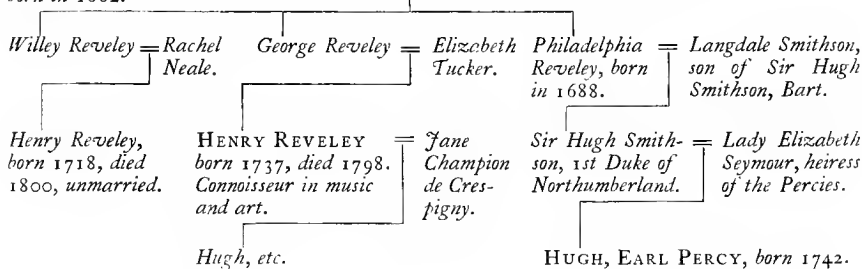 born in
Willey Reveley = Rachel
Neale.
George Reveley = Elizabeth
Tucker.
Philadelphia
Reveley, born
in 1688.
= Langdale Smithson,
son of Sir Hugh
Smithson, Bart.
Henry Reveley,
born 1718, died
1800, unmarried.
HENRY REVELEY
born 1737, died 1798.
Connoisseur in music
and art.
= Jane
Champion
de Cres-
pigny.
Sir Hugh Smith-
son, 1st Duke of
Northumberland.
= Lady Elizabeth
Seymour, heiress
of the Percies.
Hugh, etc.
HUGH, EARL PERCY, born 1742.